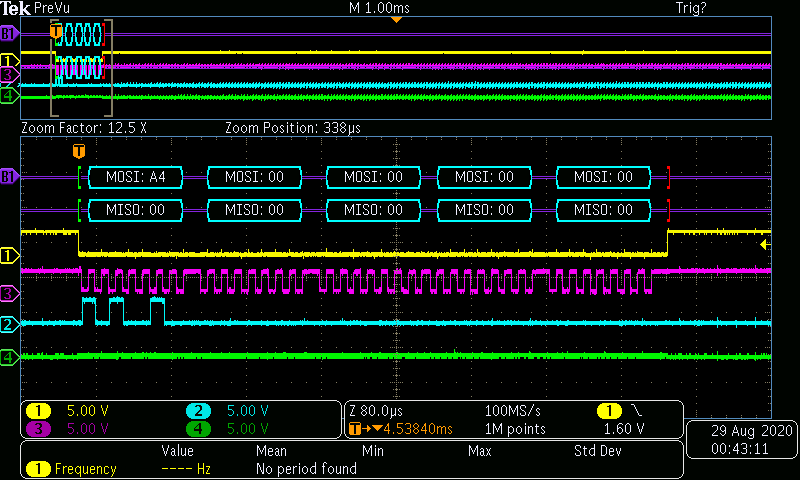 Tek PreVu M 1.00ms Trig?
B1
1
3
4
Zoom Factor: 12.5 X Zoom Position: 338µs
T
B1 MOSI: A4 MOSI: 00 MOSI: 00 MOSI: 00 MOSI: 00
MISO: 00 MISO: 00 MISO: 00 MISO: 00 MISO: 00
1
3
2
4
1 5.00 V 2 5.00 V Z 80.0µs 100MS/s 1 1.60 V
3 5.00 V 4 5.00 V T→▼4.53840ms 1M points
29 Aug 2020
00:43:11
Value Mean Min Max Std Dev
1 Frequency ---- Hz No period found